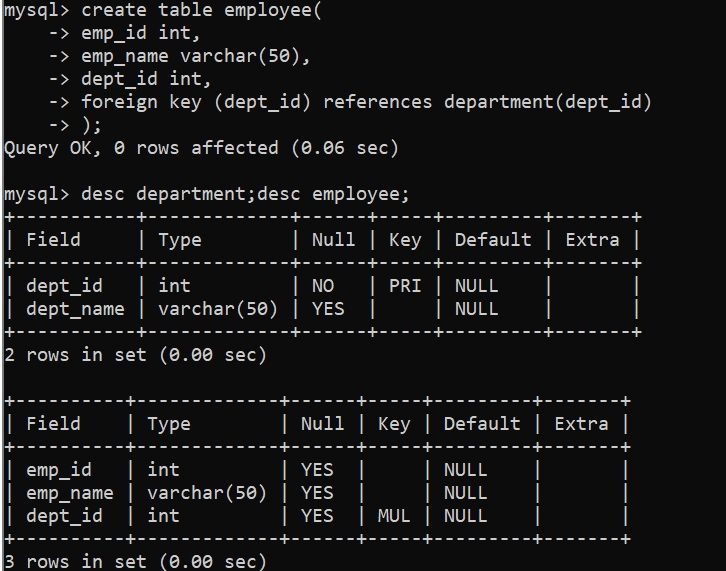 mysql> create table employee(
    -> emp_id int,
    -> emp_name varchar(50),
    -> dept_id int,
    -> foreign key (dept_id) references department(dept_id)
    -> );
Query OK, 0 rows affected (0.06 sec)

mysql> desc department;desc employee;
+-----------+-------------+------+-----+---------+-------+
| Field     | Type        | Null | Key | Default | Extra |
+-----------+-------------+------+-----+---------+-------+
| dept_id   | int         | NO   | PRI | NULL    |       |
| dept_name | varchar(50) | YES  |     | NULL    |       |
+-----------+-------------+------+-----+---------+-------+
2 rows in set (0.00 sec)

+----------+-------------+------+-----+---------+-------+
| Field    | Type        | Null | Key | Default | Extra |
+----------+-------------+------+-----+---------+-------+
| emp_id   | int         | YES  |     | NULL    |       |
| emp_name | varchar(50) | YES  |     | NULL    |       |
| dept_id  | int         | YES  | MUL | NULL    |       |
+----------+-------------+------+-----+---------+-------+
3 rows in set (0.00 sec)